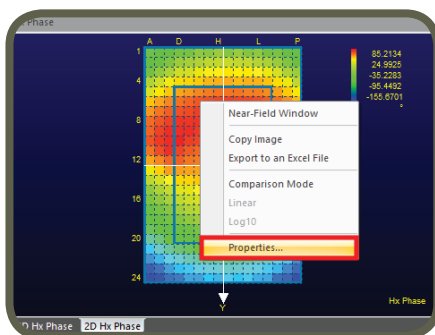 Phase
A D H L P
1
4
8
12
16
20
24
85.2134
24.9925
-35.2283
-95.4492
-155.6701
°
Near-Field Window
Copy Image
Export to an Excel File
Comparison Mode
Linear
Log10
Properties...
Y
Hx Phase
D Hx Phase
2D Hx Phase